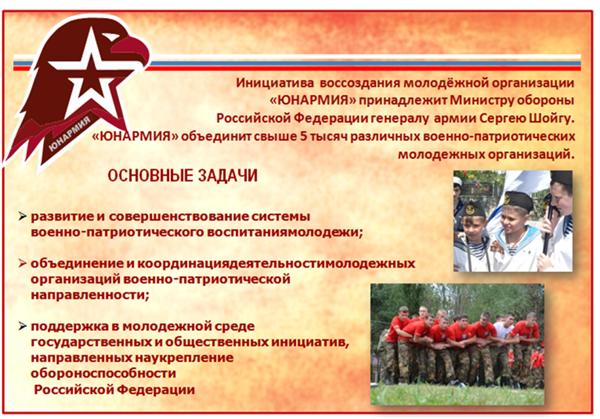 ЮНАРМИЯ
Инициатива воссоздания молодёжной организации
«ЮНАРМИЯ» принадлежит Министру обороны
Российской Федерации генералу армии Сергею Шойгу.
«ЮНАРМИЯ» объединит свыше 5 тысяч различных военно-патриотических
молодежных организаций.
ОСНОВНЫЕ ЗАДАЧИ
➢ развитие и совершенствование системы
военно-патриотического воспитаниямолодежи;
➢ объединение и координациядеятельностимолодежных
организаций военно-патриотической
направленности;
➢ поддержка в молодежной среде
государственных и общественных инициатив,
направленных наукрепление
обороноспособности
Российской Федерации